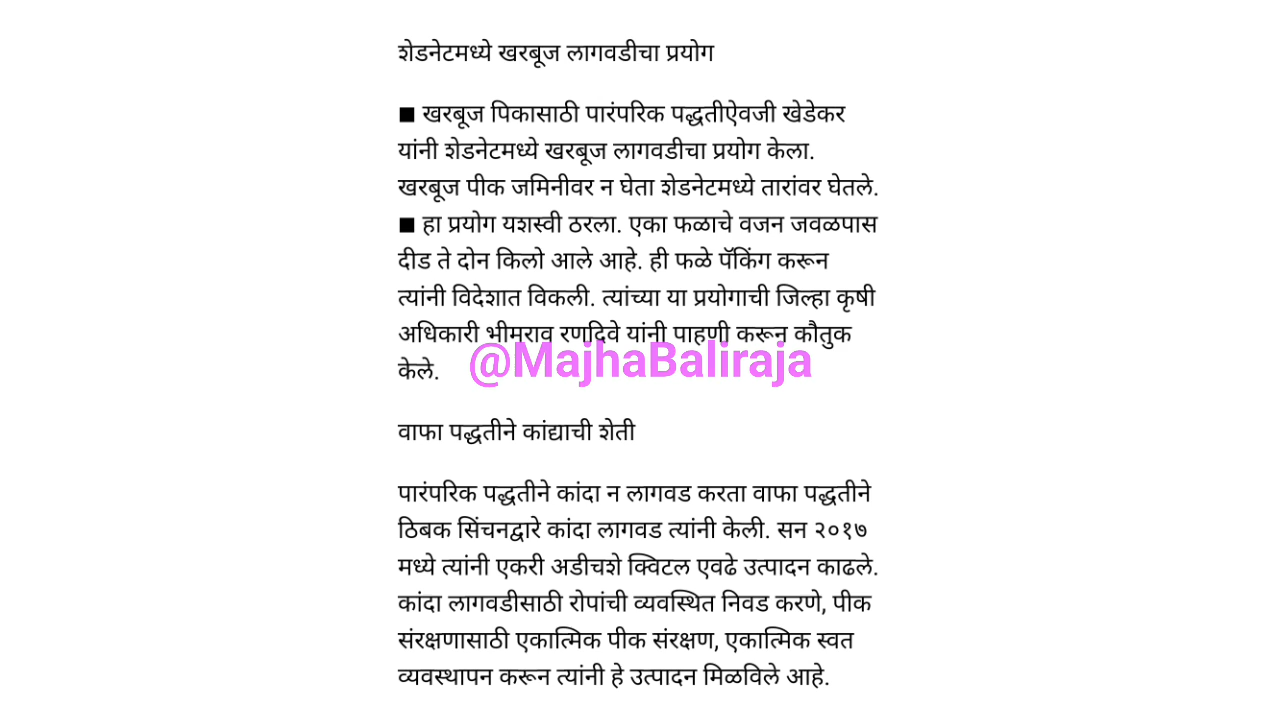 शेडनेटमध्ये खरबूज लागवडीचा प्रयोग
■ खरबूज पिकासाठी पारंपरिक पद्धतीऐवजी खेडेकर
यांनी शेडनेटमध्ये खरबूज लागवडीचा प्रयोग केला.
खरबूज पीक जमिनीवर न घेता शेडनेटमध्ये तारांवर घेतले.
■ हा प्रयोग यशस्वी ठरला. एका फळाचे वजन जवळपास
दीड ते दोन किलो आले आहे. ही फळे पॅकिंग करून
त्यांनी विदेशात विकली. त्यांच्या या प्रयोगाची जिल्हा कृषी
अधिकारी भीमराव रणदिवे यांनी पाहणी करून कौतुक
केले.
@MajhaBaliraja
वाफा पद्धतीने कांद्याची शेती
पारंपरिक पद्धतीने कांदा न लागवड करता वाफा पद्धतीने
ठिबक सिंचनद्वारे कांदा लागवड त्यांनी केली. सन २०१७
मध्ये त्यांनी एकरी अडीचशे क्विटल एवढे उत्पादन काढले.
कांदा लागवडीसाठी रोपांची व्यवस्थित निवड करणे, पीक
संरक्षणासाठी एकात्मिक पीक संरक्षण, एकात्मिक स्वत
व्यवस्थापन करून त्यांनी हे उत्पादन मिळविले आहे.